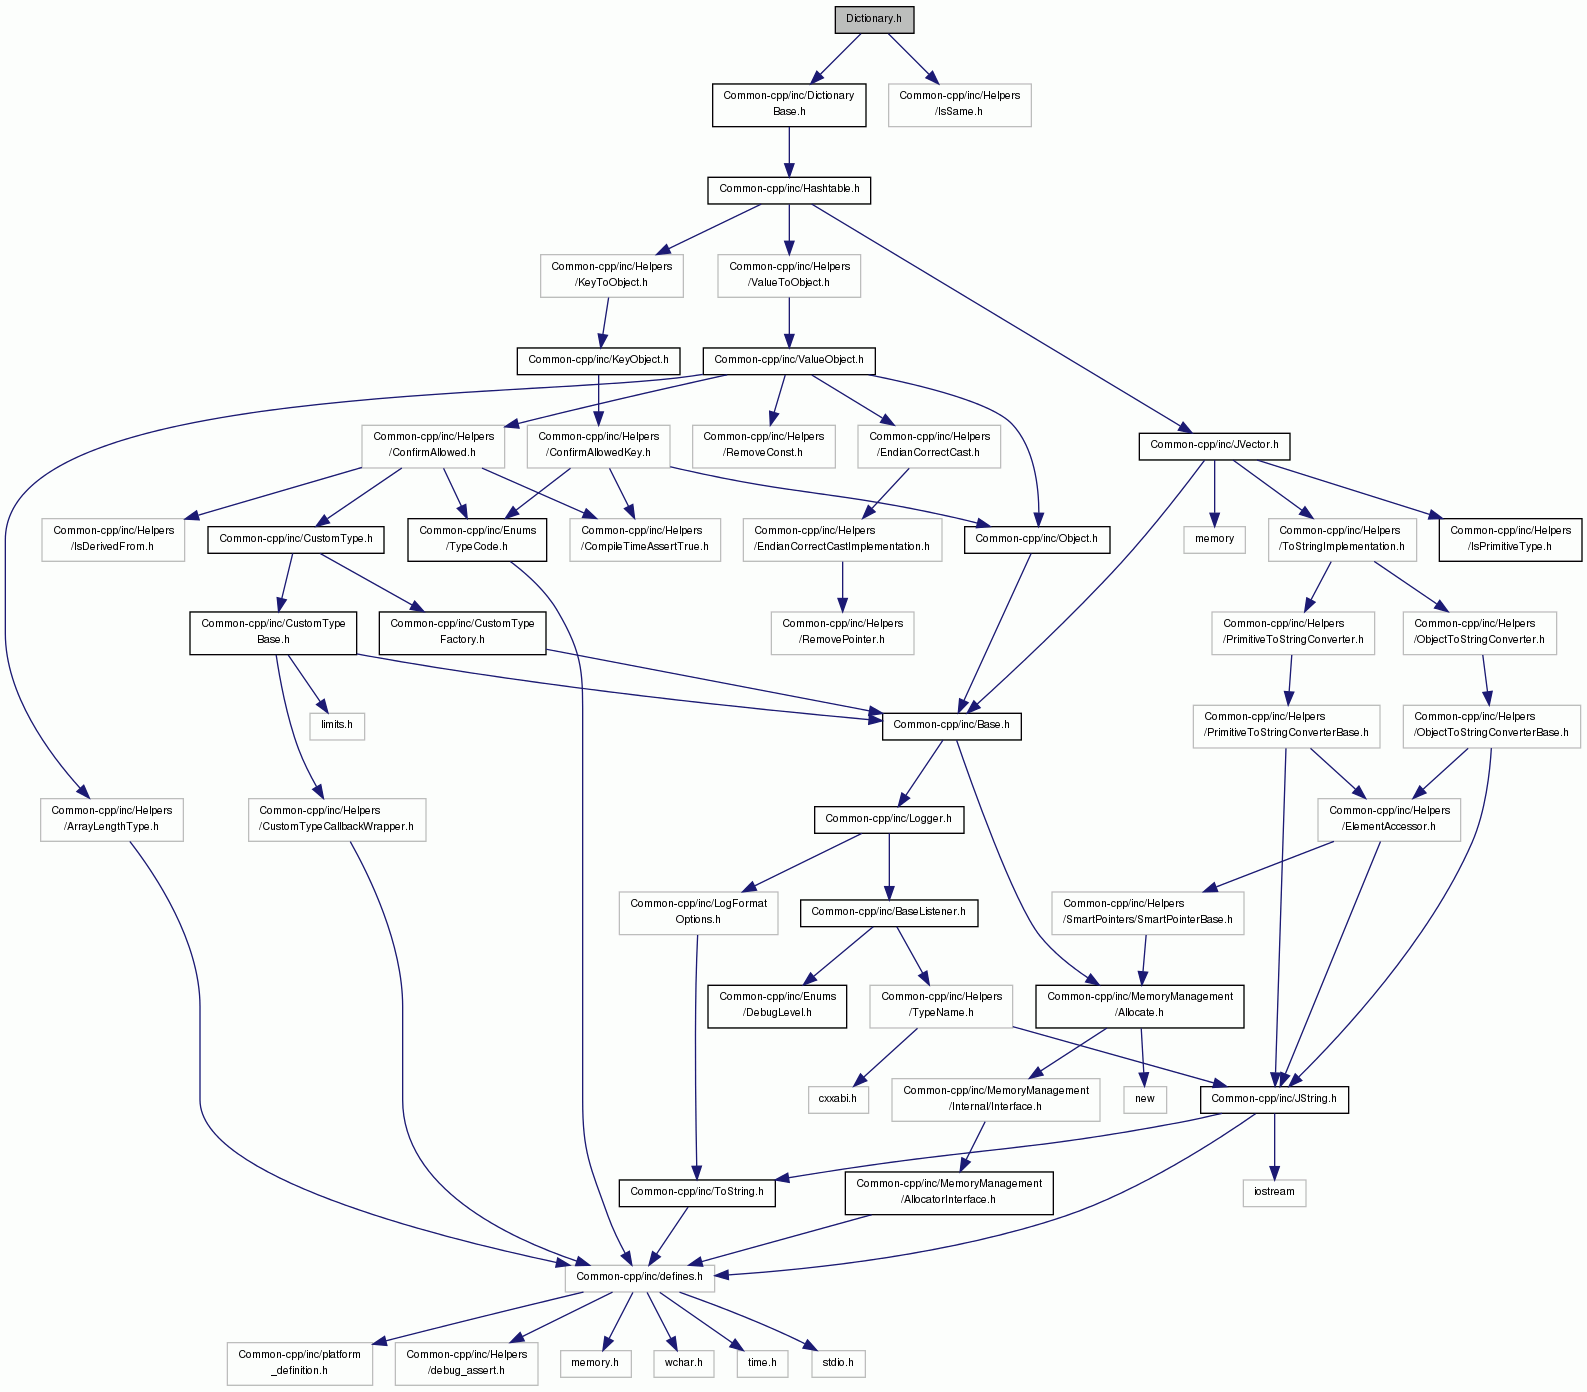 Dictionary.h
Common-cpp/inc/Dictionary
Base.h
Common-cpp/inc/Helpers
/IsSame.h
Common-cpp/inc/Hashtable.h
Common-cpp/inc/Helpers
/KeyToObject.h
Common-cpp/inc/Helpers
/ValueToObject.h
Common-cpp/inc/KeyObject.h
Common-cpp/inc/ValueObject.h
Common-cpp/inc/Helpers
/ConfirmAllowed.h
Common-cpp/inc/Helpers
/ConfirmAllowedKey.h
Common-cpp/inc/Helpers
/RemoveConst.h
Common-cpp/inc/Helpers
/EndianCorrectCast.h
Common-cpp/inc/JVector.h
Common-cpp/inc/Helpers
/IsDerivedFrom.h
Common-cpp/inc/CustomType.h
Common-cpp/inc/Enums
/TypeCode.h
Common-cpp/inc/Helpers
/CompileTimeAssertTrue.h
Common-cpp/inc/Helpers
/EndianCorrectCastImplementation.h
Common-cpp/inc/Object.h
memory
Common-cpp/inc/Helpers
/ToStringImplementation.h
Common-cpp/inc/Helpers
/IsPrimitiveType.h
Common-cpp/inc/CustomType
Base.h
Common-cpp/inc/CustomType
Factory.h
Common-cpp/inc/Helpers
/RemovePointer.h
Common-cpp/inc/Helpers
/PrimitiveToStringConverter.h
Common-cpp/inc/Helpers
/ObjectToStringConverter.h
limits.h
Common-cpp/inc/Base.h
Common-cpp/inc/Helpers
/PrimitiveToStringConverterBase.h
Common-cpp/inc/Helpers
/ObjectToStringConverterBase.h
Common-cpp/inc/Helpers
/ArrayLengthType.h
Common-cpp/inc/Helpers
/CustomTypeCallbackWrapper.h
Common-cpp/inc/Logger.h
Common-cpp/inc/Helpers
/ElementAccessor.h
Common-cpp/inc/LogFormat
Options.h
Common-cpp/inc/BaseListener.h
Common-cpp/inc/Helpers
/SmartPointers/SmartPointerBase.h
Common-cpp/inc/Enums
/DebugLevel.h
Common-cpp/inc/Helpers
/TypeName.h
Common-cpp/inc/MemoryManagement
/Allocate.h
cxxabi.h
Common-cpp/inc/MemoryManagement
/Internal/Interface.h
new
Common-cpp/inc/JString.h
Common-cpp/inc/ToString.h
Common-cpp/inc/MemoryManagement
/AllocatorInterface.h
iostream
Common-cpp/inc/defines.h
Common-cpp/inc/platform
_definition.h
Common-cpp/inc/Helpers
/debug_assert.h
memory.h
wchar.h
time.h
stdio.h